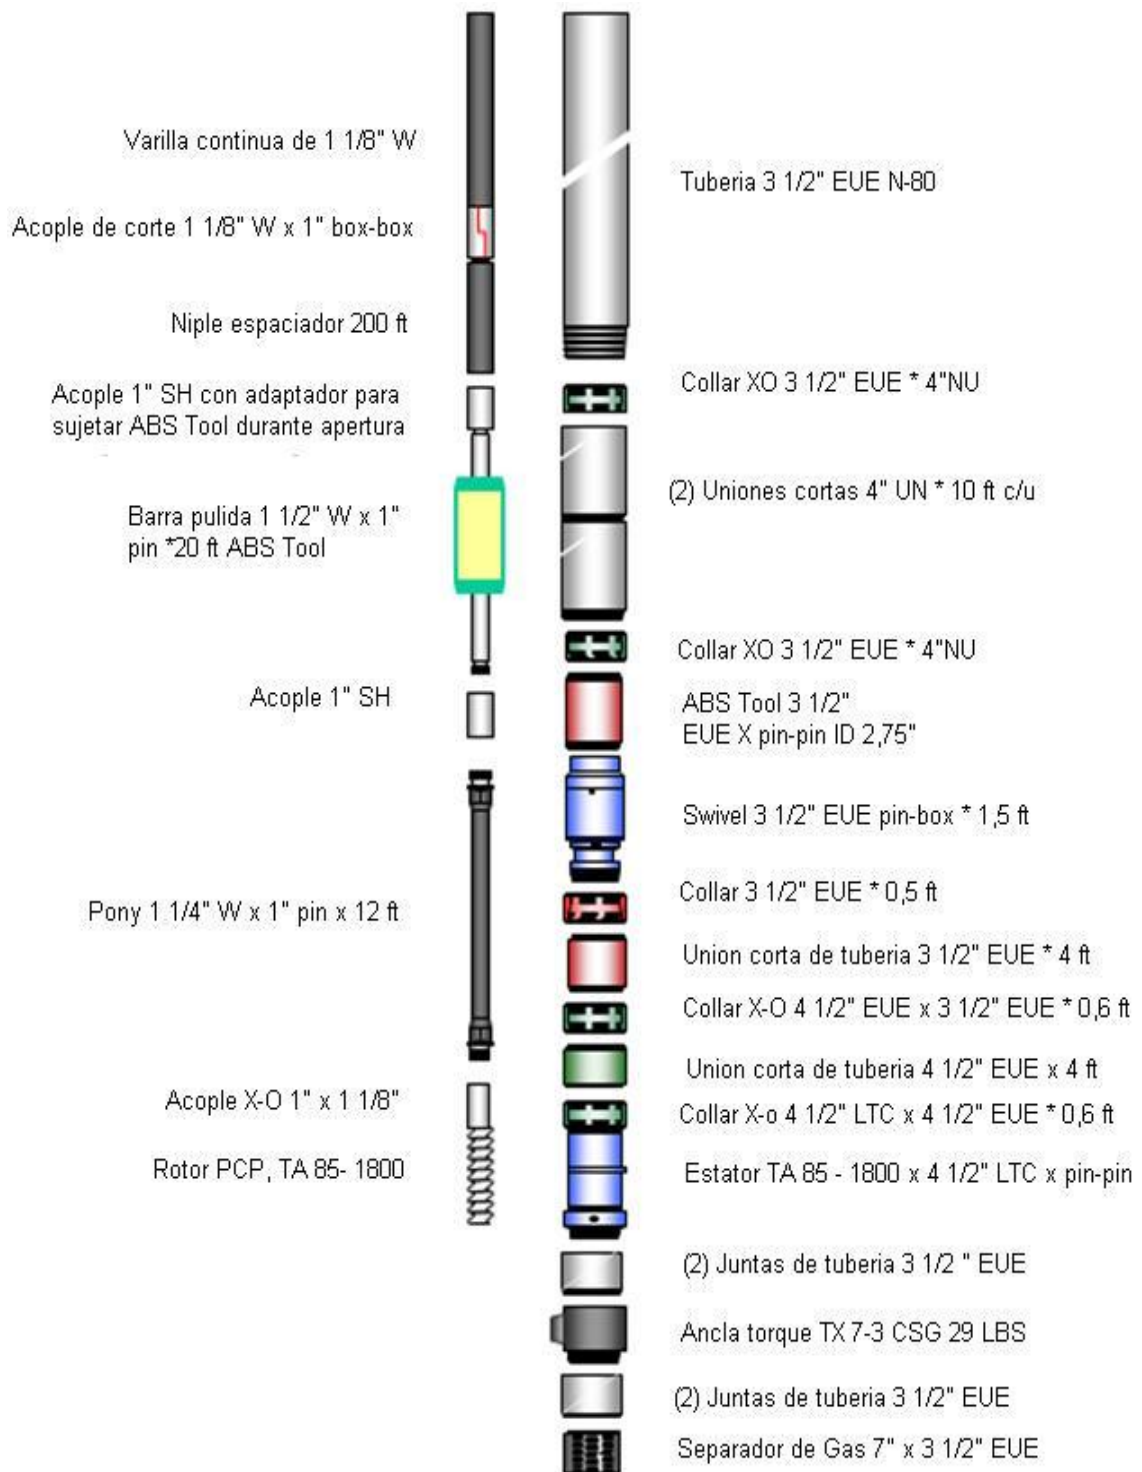 Varilla continua de 1 1/8" W
Acople de corte 1 1/8" W x 1" box-box
Niple espaciador 200 ft
Acople 1" SH con adaptador para
sujetar ABS Tool durante apertura
Barra pulida 1 1/2" W x 1"
pin *20 ft ABS Tool
Acople 1" SH
Pony 1 1/4" W x 1" pin x 12 ft
Acople X-O 1" x 1 1/8"
Rotor PCP, TA 85- 1800
Tuberia 3 1/2" EUE N-80
Collar XO 3 1/2" EUE * 4"NU
(2) Uniones cortas 4" UN * 10 ft c/u
Collar XO 3 1/2" EUE * 4"NU
ABS Tool 3 1/2"
EUE X pin-pin ID 2,75"
Swivel 3 1/2" EUE pin-box * 1,5 ft
Collar 3 1/2" EUE * 0,5 ft
Union corta de tuberia 3 1/2" EUE * 4 ft
Collar X-O 4 1/2" EUE x 3 1/2" EUE * 0,6 ft
Union corta de tuberia 4 1/2" EUE x 4 ft
Collar X-o 4 1/2" LTC x 4 1/2" EUE * 0,6 ft
Estator TA 85 - 1800 x 4 1/2" LTC x pin-pin
(2) Juntas de tuberia 3 1/2 " EUE
Ancla torque TX 7-3 CSG 29 LBS
(2) Juntas de tuberia 3 1/2" EUE
Separador de Gas 7" x 3 1/2" EUE